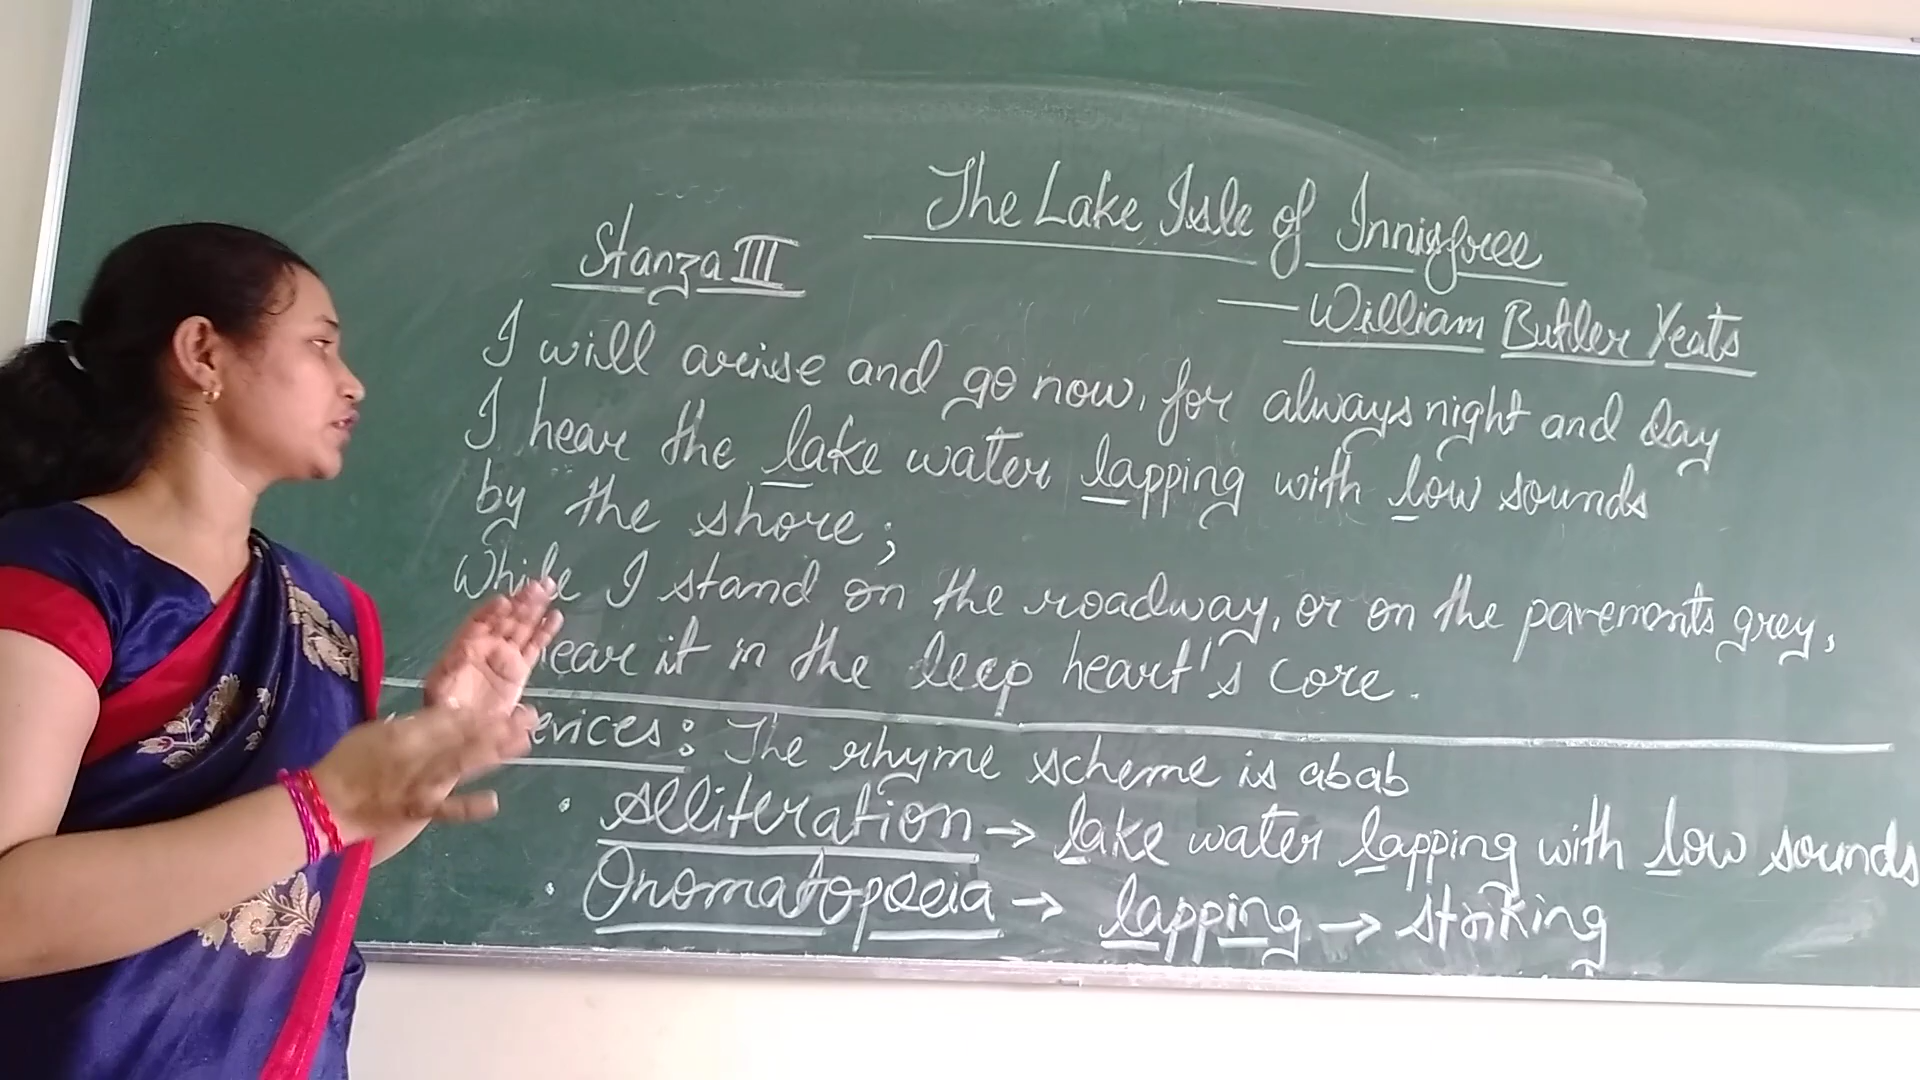 The Lake Isle of Innisfree
— William Butler Yeats
Stanza III
I will arise and go now, for always night and day
I hear the lake water lapping with low sounds
by the shore;
While I stand on the roadway, or on the pavements grey,
hear it in the deep heart's core.
evices: The rhyme scheme is abab
• Alliteration → lake water lapping with low sounds
• Onomatopoeia → lapping → striking